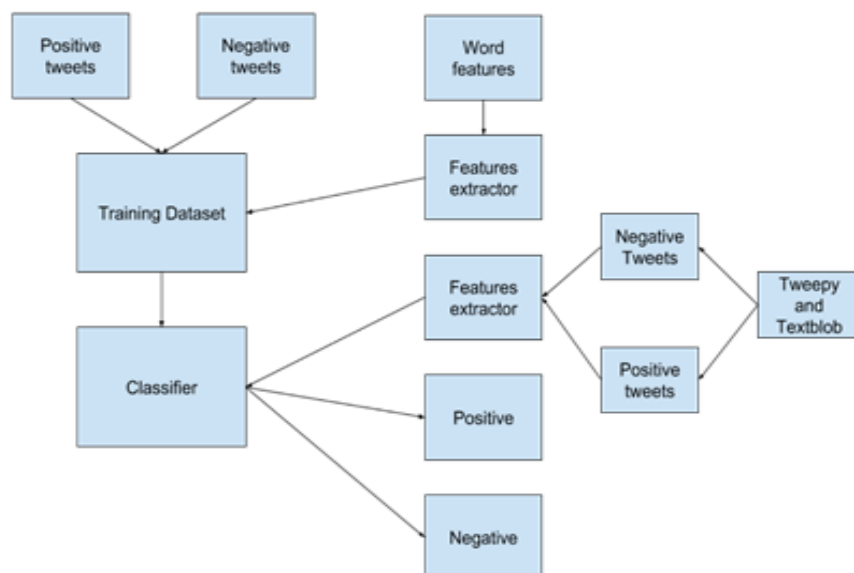 Positive
tweets
Negative
tweets
Word
features
Training Dataset
Features
extractor
Classifier
Features
extractor
Negative
Tweets
Tweepy
and
Textblob
Positive
tweets
Positive
Negative